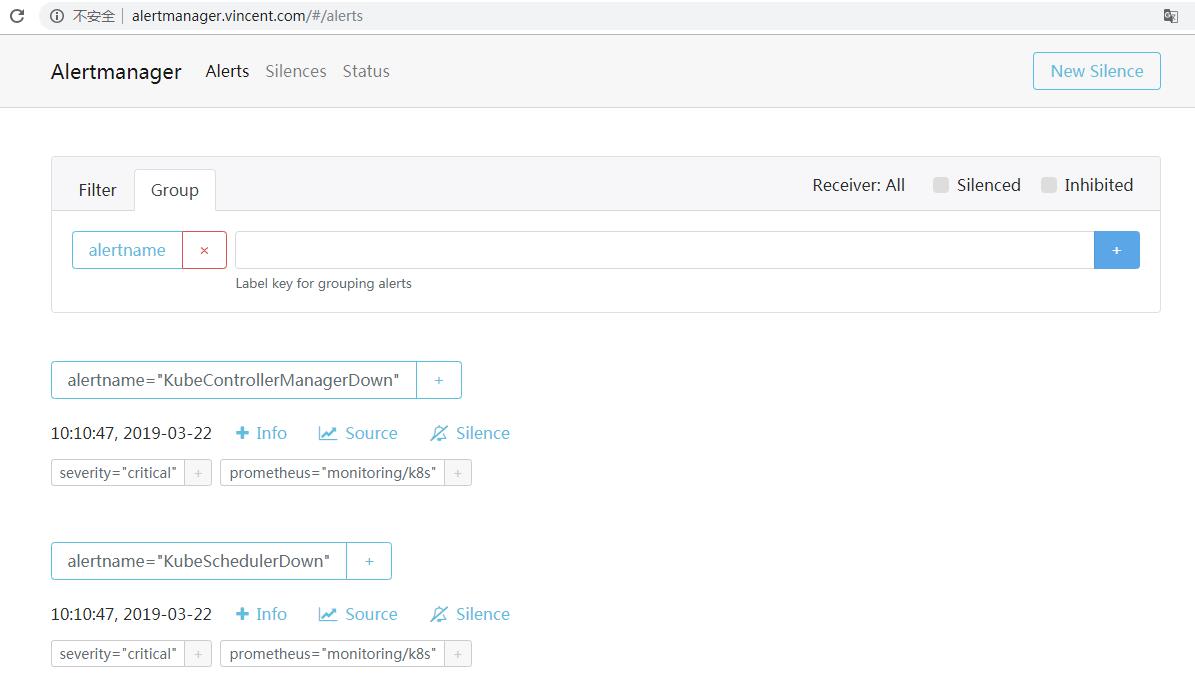 不安全 alertmanager.vincent.com/#/alerts
Alertmanager Alerts Silences Status New Silence
Filter Group Receiver: All Silenced Inhibited
alertname × +
Label key for grouping alerts
alertname="KubeControllerManagerDown" +
10:10:47, 2019-03-22 + Info Source Silence
severity="critical" + prometheus="monitoring/k8s" +
alertname="KubeSchedulerDown" +
10:10:47, 2019-03-22 + Info Source Silence
severity="critical" + prometheus="monitoring/k8s" +